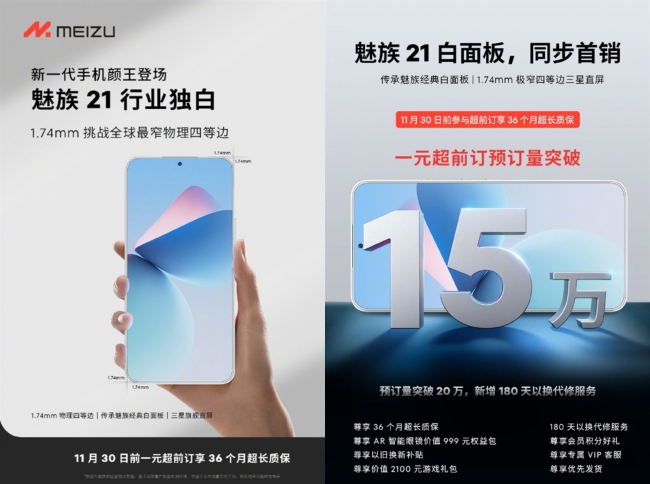 MEIZU
新一代手机颜王登场
魅族 21 行业独白
1.74mm 挑战全球最窄物理四等边
1.74mm
1.74mm
1.74mm
1.74mm
1.74mm 物理四等边 | 传承魅族经典白面板 | 三星旗舰直屏
11 月 30 日前一元超前订享 36 个月超长质保
魅族 21 白面板，同步首销
传承魅族经典白面板 | 1.74mm 极窄四等边三星直屏
11 月 30 日前参与超前订享 36 个月超长质保
一元超前订预订量突破
15万
预订量突破 20 万，新增 180 天以换代修服务
尊享 36 个月超长质保
尊享 AR 智能眼镜价值 999 元权益包
尊享以旧换新补贴
尊享价值 2100 元游戏礼包
180 天以换代修服务
尊享会员积分好礼
尊享专属 VIP 客服
尊享优先发货